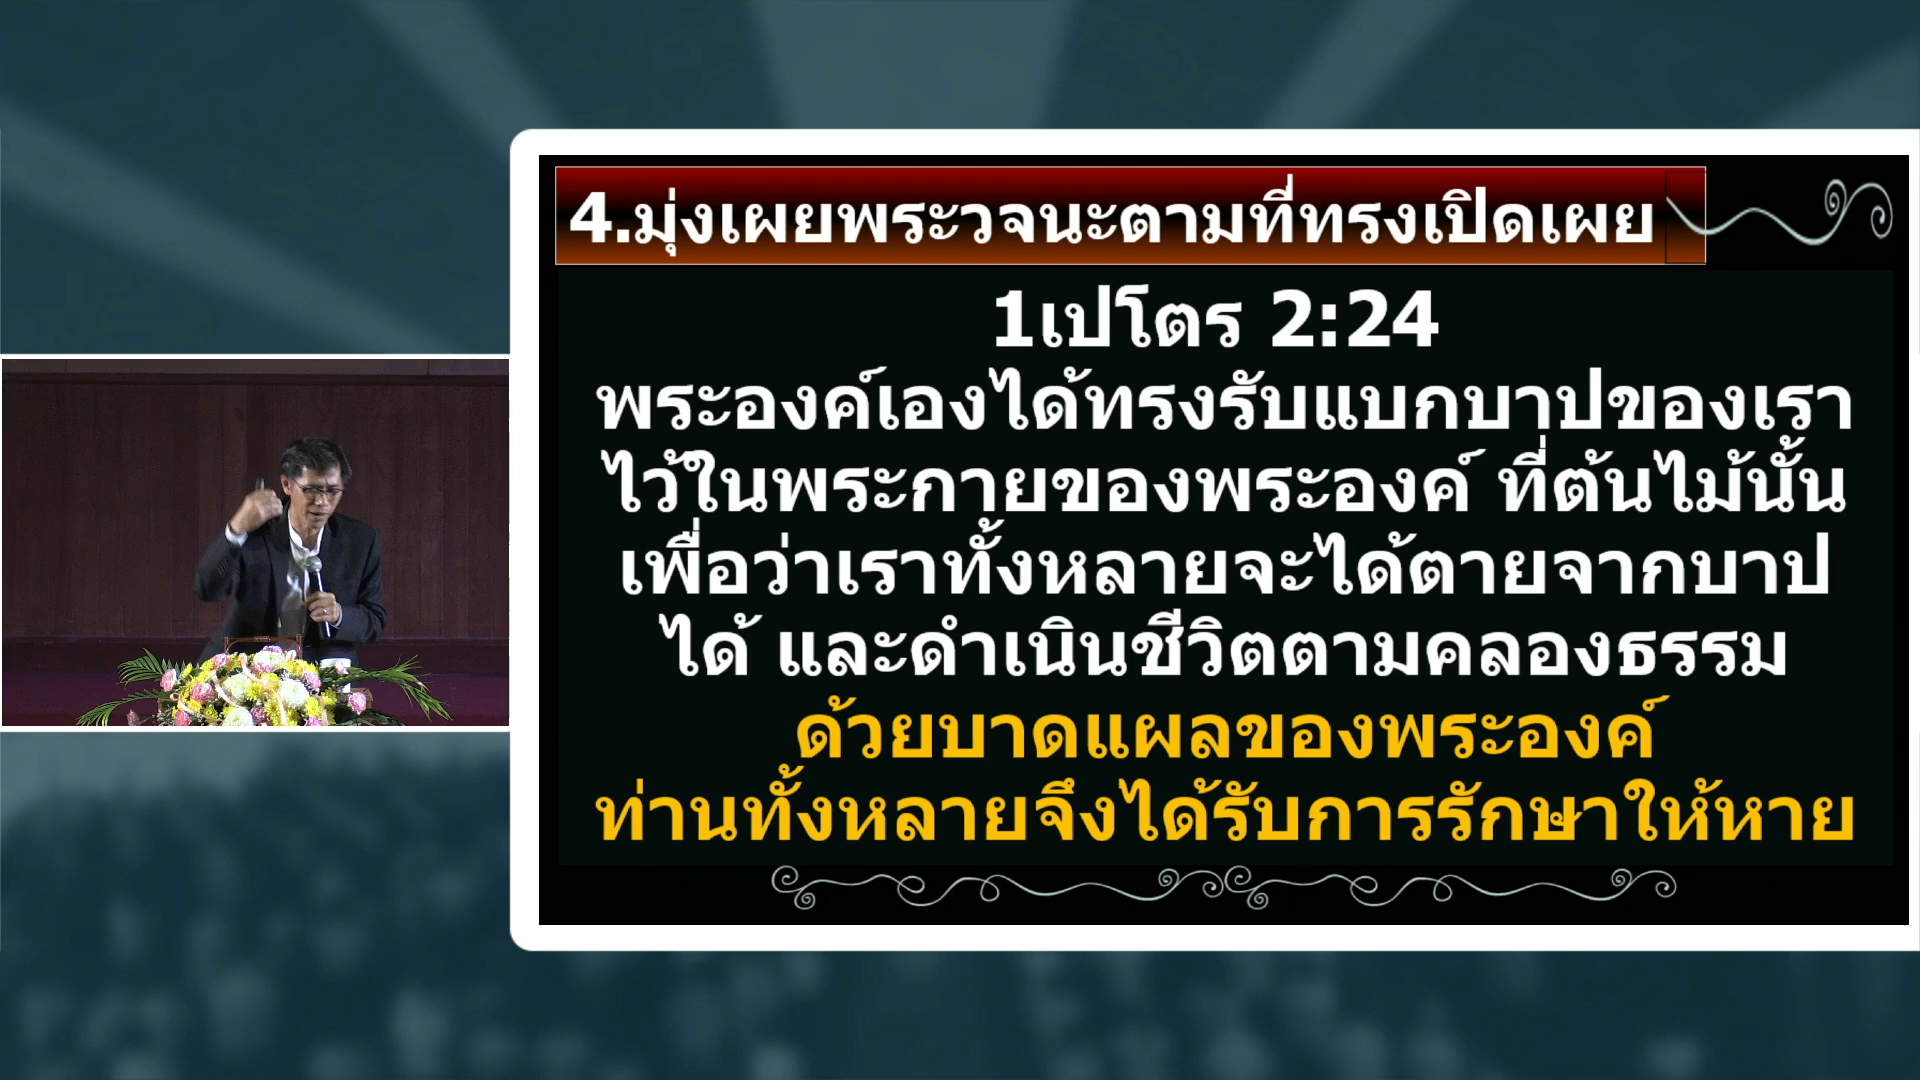 4.มุ่งเผยพระวจนะตามที่ทรงเปิดเผย
1เปโตร 2:24
พระองค์เองได้ทรงรับแบกบาปของเรา
ไว้ในพระกายของพระองค์ ที่ต้นไม้นั้น
เพื่อว่าเราทั้งหลายจะได้ตายจากบาป
ได้ และดำเนินชีวิตตามคลองธรรม
ด้วยบาดแผลของพระองค์
ท่านทั้งหลายจึงได้รับการรักษาให้หาย